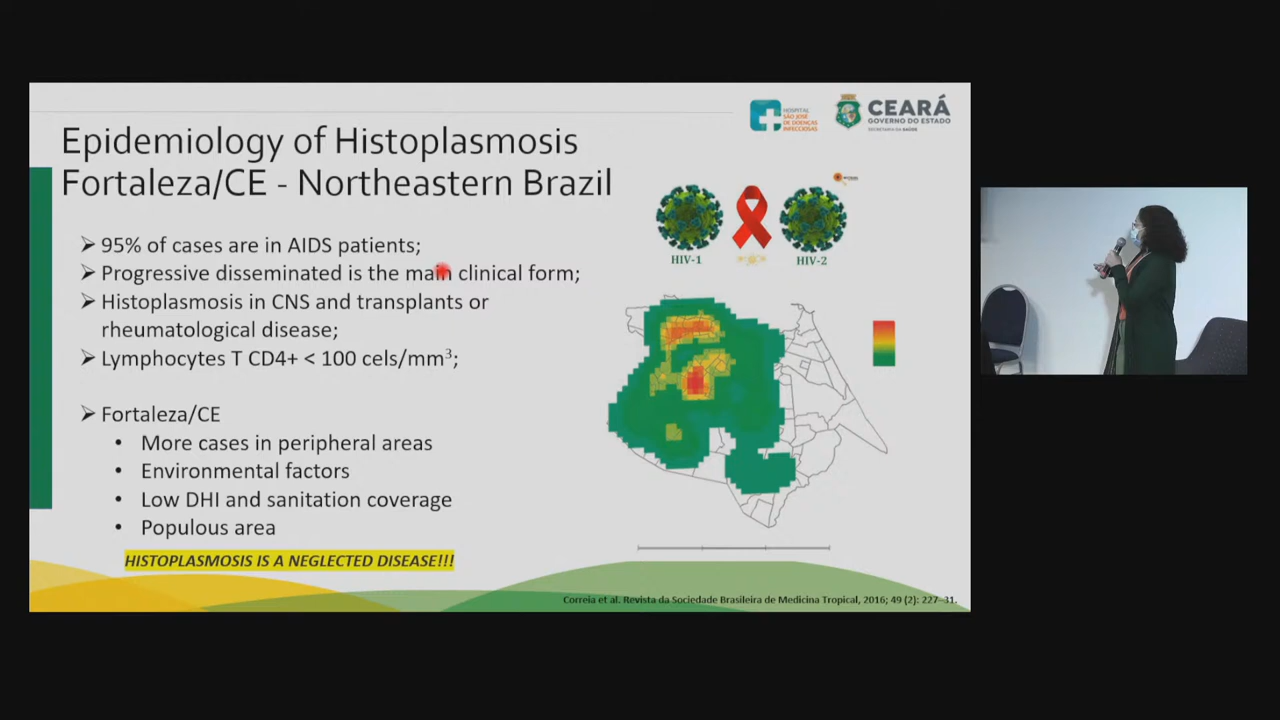 HOSPITAL
SÃO JOSÉ
DE DOENÇAS
INFECCIOSAS
CEARÁ
GOVERNO DO ESTADO
SECRETARIA DA SAÚDE
Epidemiology of Histoplasmosis
Fortaleza/CE - Northeastern Brazil
HIV-1
HIV-2
➢ 95% of cases are in AIDS patients;
➢ Progressive disseminated is the main clinical form;
➢ Histoplasmosis in CNS and transplants or
rheumatological disease;
➢ Lymphocytes T CD4+ < 100 cels/mm³;
➢ Fortaleza/CE
• More cases in peripheral areas
• Environmental factors
• Low DHI and sanitation coverage
• Populous area
HISTOPLASMOSIS IS A NEGLECTED DISEASE!!!
Correia et al. Revista da Sociedade Brasileira de Medicina Tropical, 2016; 49 (2): 227–31.